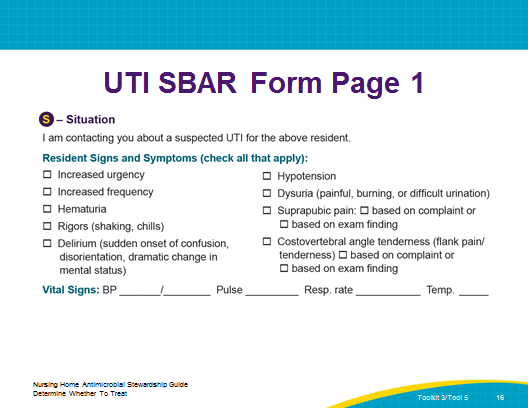 UTI SBAR Form Page 1
S – Situation
I am contacting you about a suspected UTI for the above resident.
Resident Signs and Symptoms (check all that apply):
☐ Increased urgency
☐ Increased frequency
☐ Hematuria
☐ Rigors (shaking, chills)
☐ Delirium (sudden onset of confusion,
disorientation, dramatic change in
mental status)
☐ Hypotension
☐ Dysuria (painful, burning, or difficult urination)
☐ Suprapubic pain: ☐ based on complaint or
☐ based on exam finding
☐ Costovertebral angle tenderness (flank pain/
tenderness) ☐ based on complaint or
☐ based on exam finding
Vital Signs: BP _______/________ Pulse _________ Resp. rate ___________ Temp. _____
Nursing Home Antimicrobial Stewardship Guide
Determine Whether To Treat
Toolkit 3/Tool 5 16